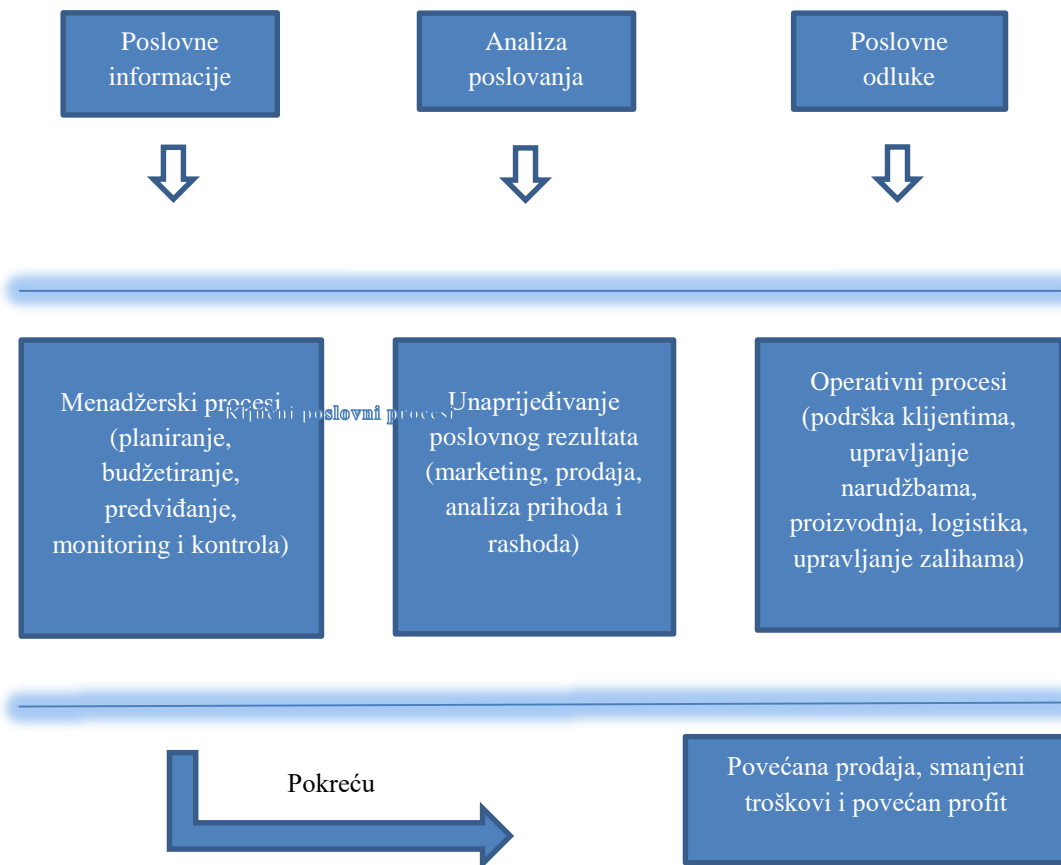 Poslovne
informacije
Analiza
poslovanja
Poslovne
odluke
Menadžerski procesi
(planiranje,
budžetiranje,
predviđanje,
monitoring i kontrola)
Ključni poslovni procesi
Unaprijeđivanje
poslovnog rezultata
(marketing, prodaja,
analiza prihoda i
rashoda)
Operativni procesi
(podrška klijentima,
upravljanje
narudžbama,
proizvodnja, logistika,
upravljanje zalihama)
Pokreću
Povećana prodaja, smanjeni
troškovi i povećan profit